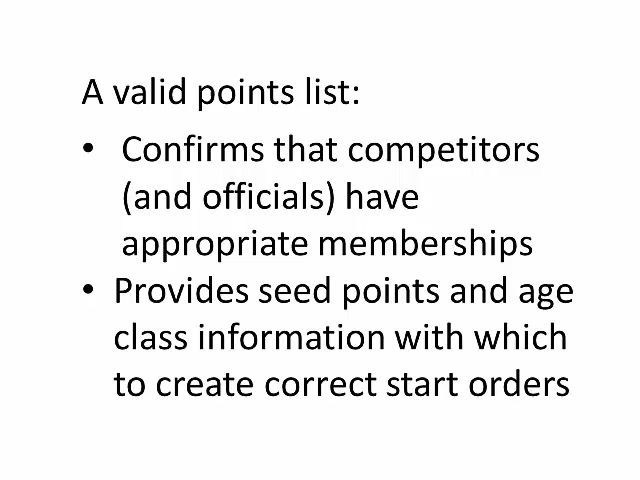 A valid points list:
• Confirms that competitors
(and officials) have
appropriate memberships
• Provides seed points and age
class information with which
to create correct start orders